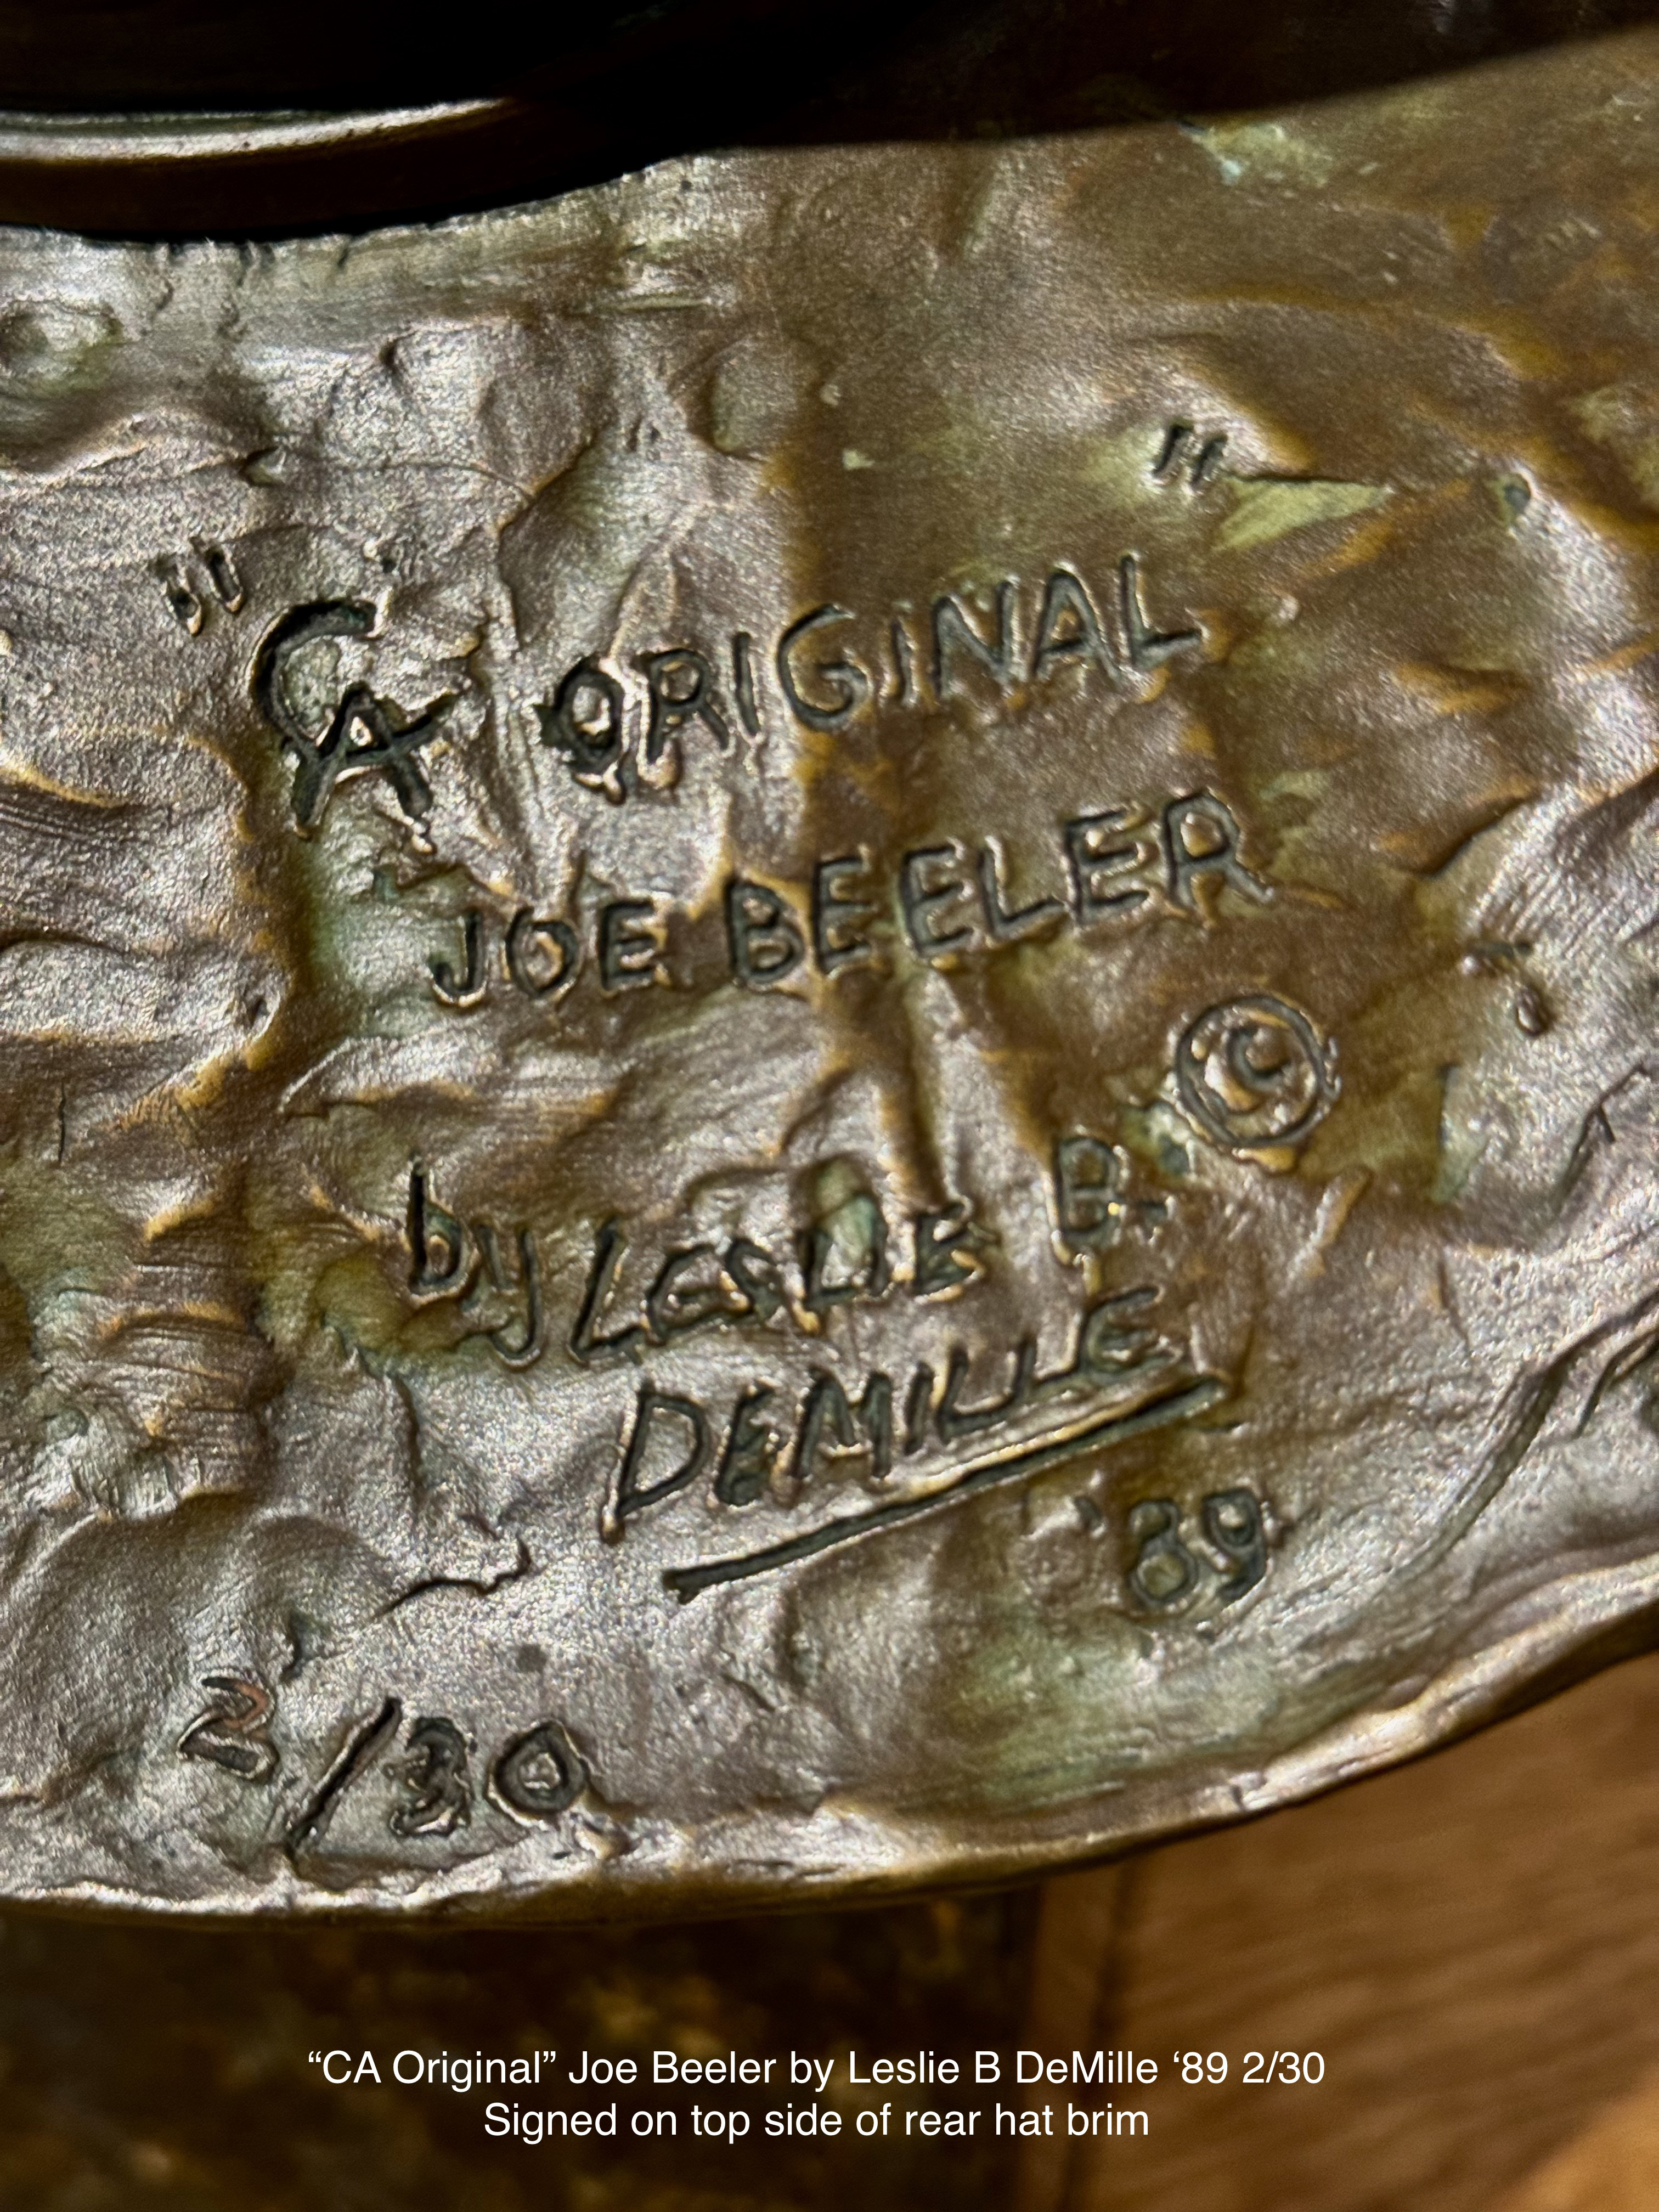 "CA ORIGINAL"
JOE BEELER
©
by LESLIE B.
DEMILLE
'89
2/30
“CA Original” Joe Beeler by Leslie B DeMille ‘89 2/30
Signed on top side of rear hat brim